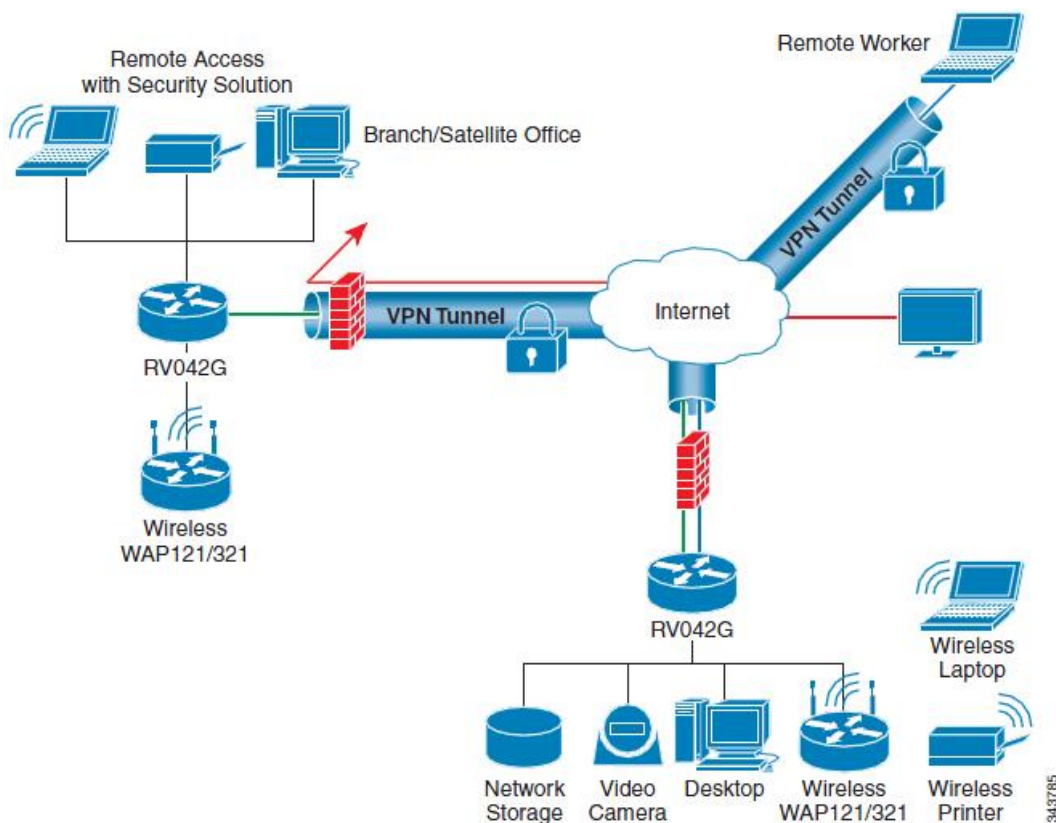 Remote Access
with Security Solution
Branch/Satellite Office
Remote Worker
VPN Tunnel
VPN Tunnel
Internet
RV042G
Wireless
WAP121/321
RV042G
Wireless
Laptop
Network
Storage
Video
Camera
Desktop
Wireless
WAP121/321
Wireless
Printer
343785